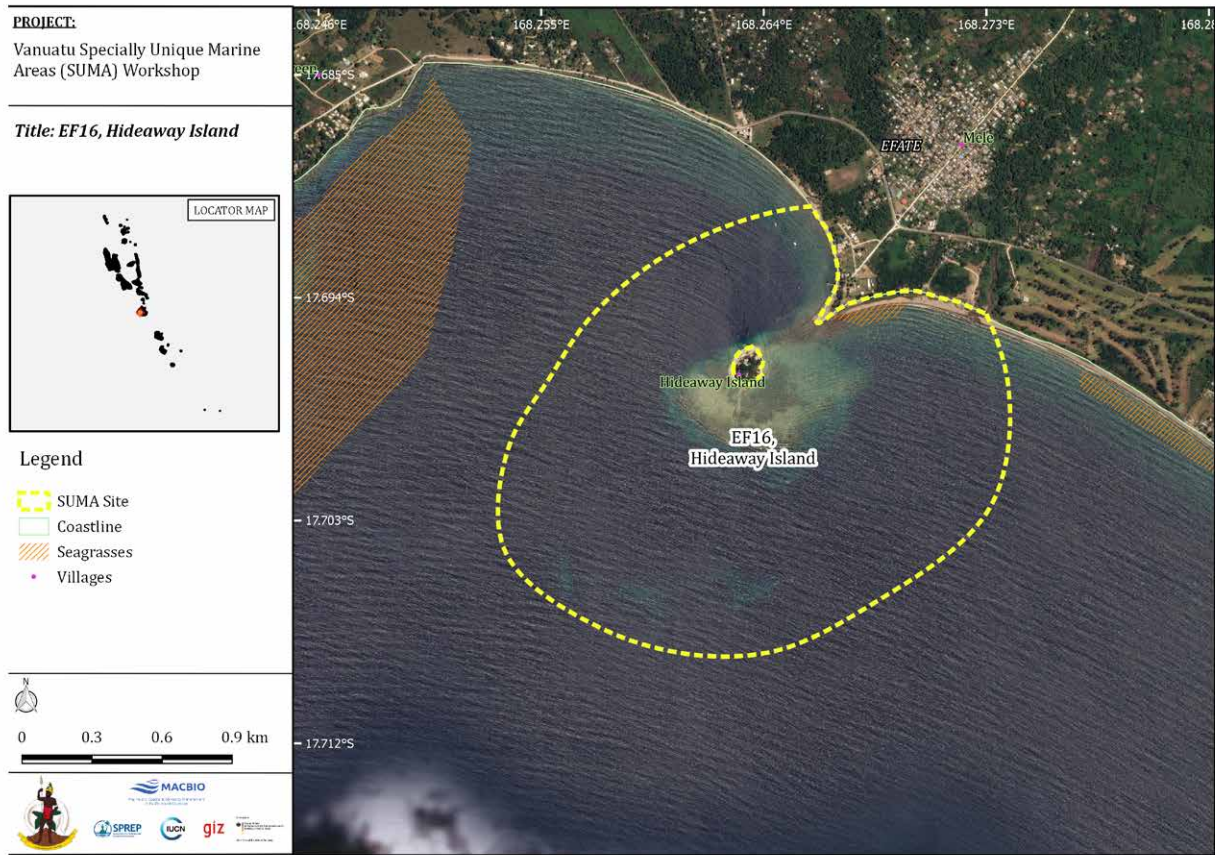 PROJECT:
Vanuatu Specially Unique Marine
Areas (SUMA) Workshop
Title: EF16, Hideaway Island
LOCATOR MAP
Legend
SUMA Site
Coastline
Seagrasses
Villages
N
0 0.3 0.6 0.9 km
MACBIO
SPREP
IUCN
giz
168.246°E 168.255°E 168.264°E 168.273°E 168.28
17.685°S
17.694°S
17.703°S
17.712°S
EFATE
Mele
Hideaway Island
EF16,
Hideaway Island